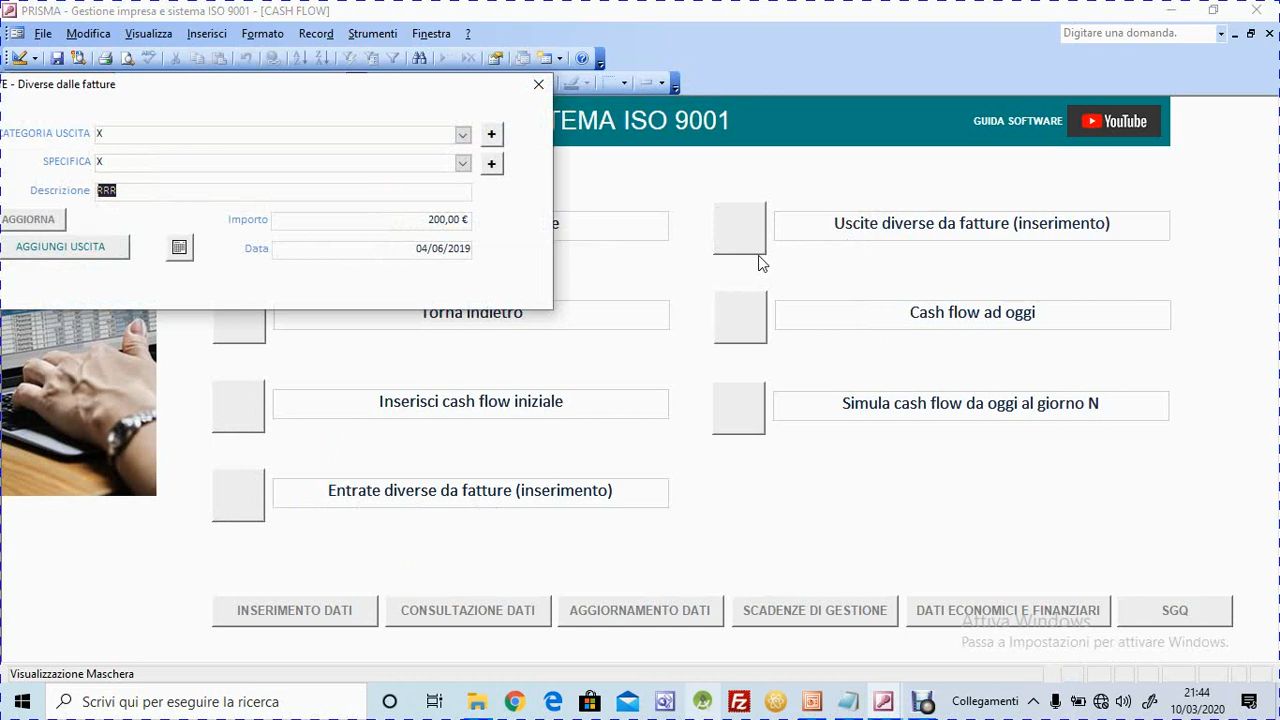 PRISMA - Gestione impresa e sistema ISO 9001 - [CASH FLOW]
File Modifica Visualizza Inserisci Formato Record Strumenti Finestra ? Digitare una domanda.
E - Diverse dalle fatture
TEMA ISO 9001
GUIDA SOFTWARE YouTube
ATEGORIA USCITA X +
SPECIFICA X +
Descrizione RRR
AGGIORNA Importo 200,00 €
AGGIUNGI USCITA Data 04/06/2019
e Uscite diverse da fatture (inserimento)
Torna indietro Cash flow ad oggi
Inserisci cash flow iniziale Simula cash flow da oggi al giorno N
Entrate diverse da fatture (inserimento)
INSERIMENTO DATI CONSULTAZIONE DATI AGGIORNAMENTO DATI SCADENZE DI GESTIONE DATI ECONOMICI E FINANZIARI SGQ
Attiva Windows
Passa a Impostazioni per attivare Windows.
Visualizzazione Maschera
Scrivi qui per eseguire la ricerca Collegamenti 21:44
10/03/2020